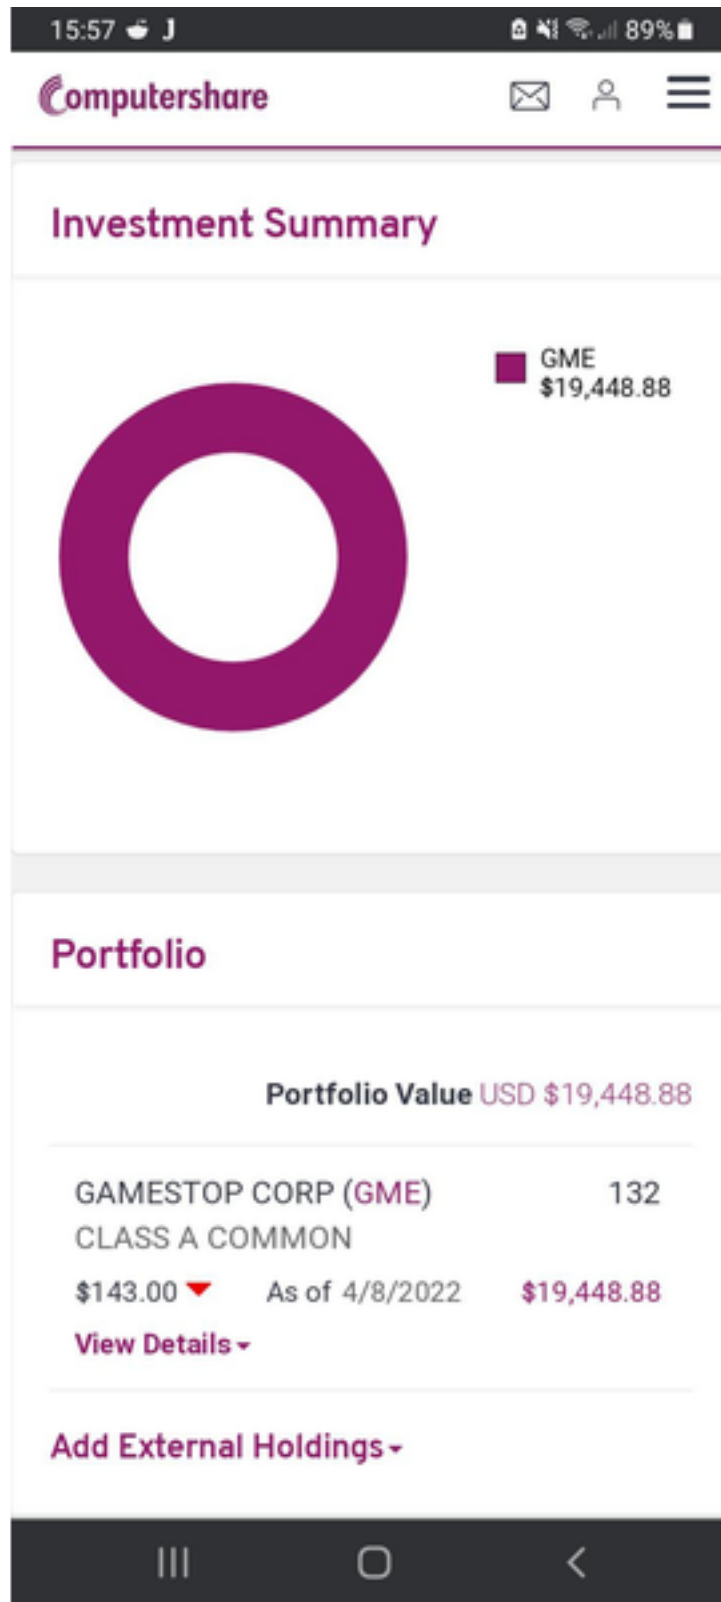 15:57 J 89%
Computershare
Investment Summary
GME
$19,448.88
Portfolio
Portfolio Value USD $19,448.88
GAMESTOP CORP (GME) 132
CLASS A COMMON
$143.00 As of 4/8/2022 $19,448.88
View Details
Add External Holdings